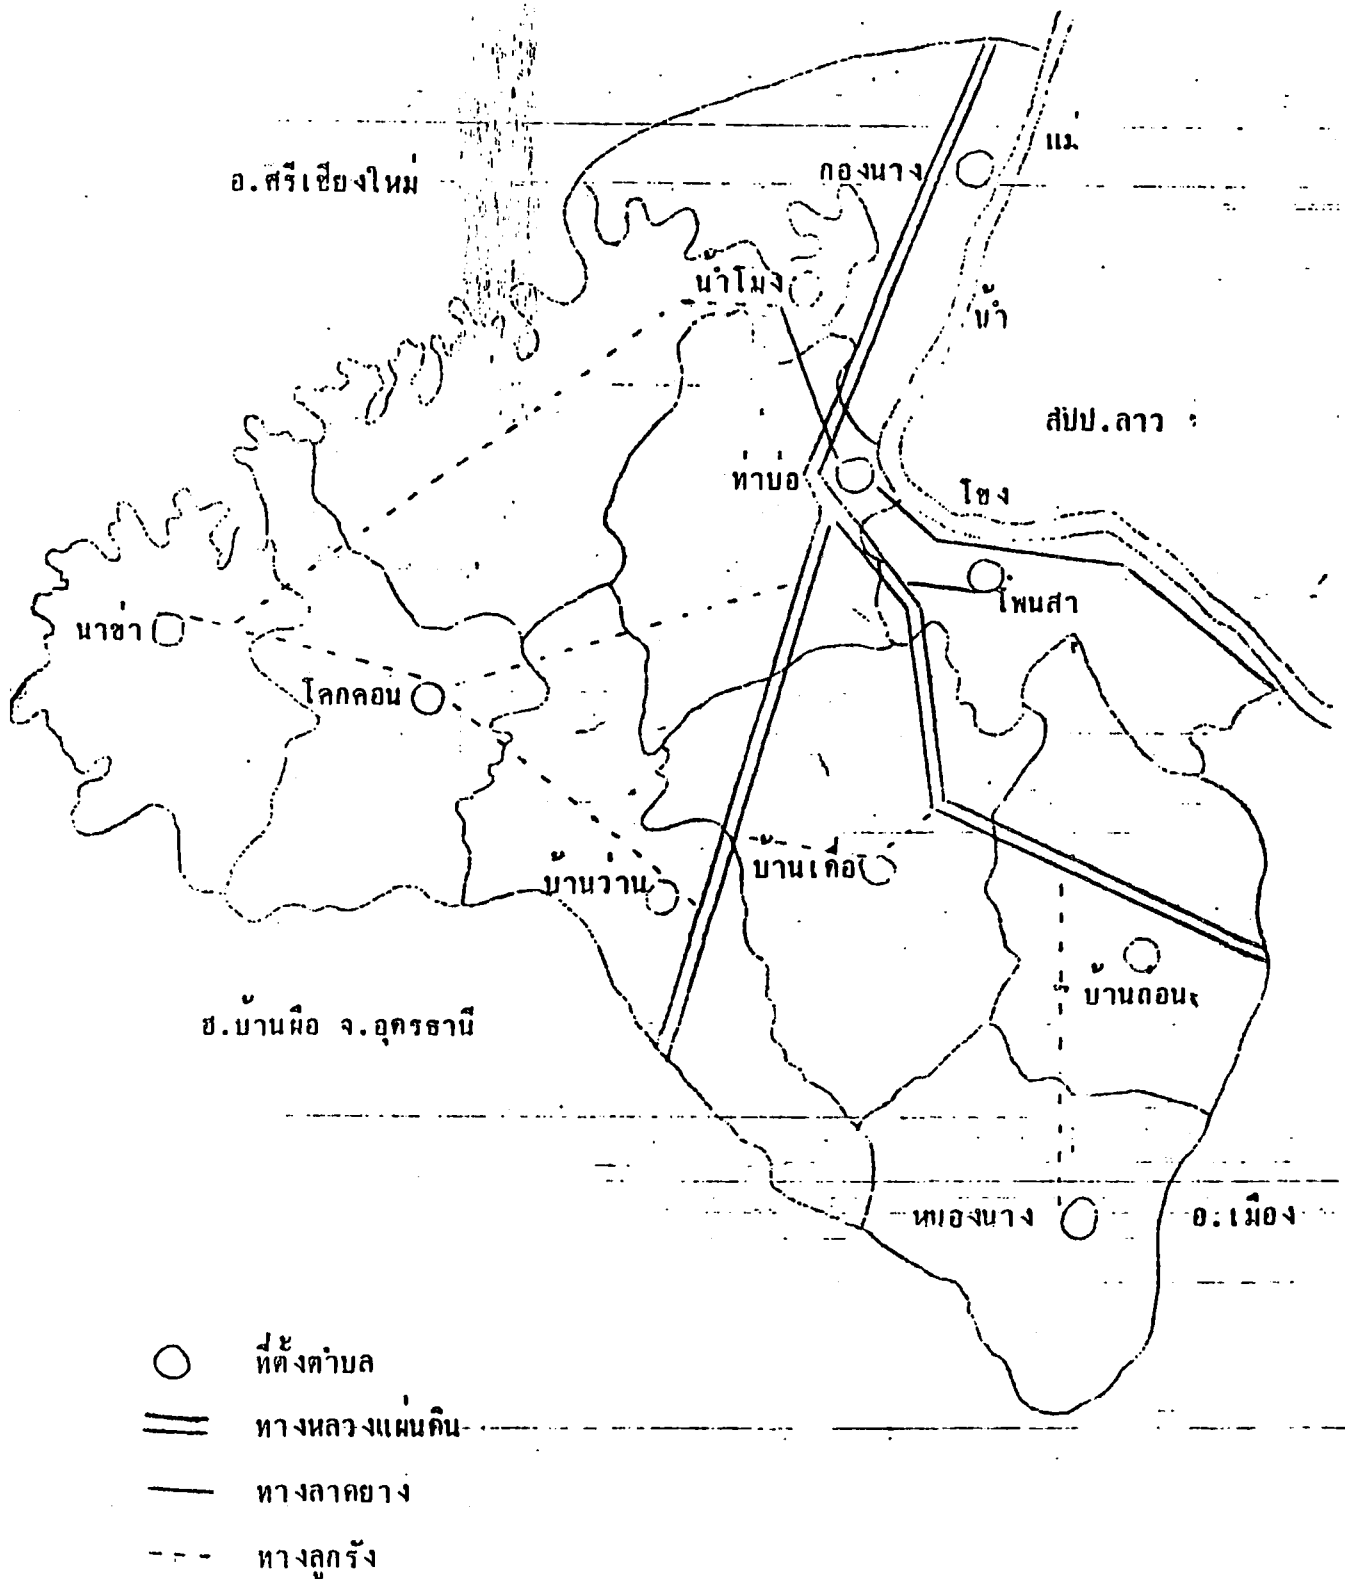 แม่
กองนาง
อ.ศรีเชียงใหม่
น้ำโมง
น้ำ
สปป.ลาว
ท่าบ่อ
โขง
โพนสา
นาข่า
โคกคอน
บ้านเดื่อ
บ้านว่าน
บ้านถ่อน
อ.บ้านผือ จ.อุดรธานี
หนองนาง
อ.เมือง
ที่ตั้งตำบล
ทางหลวงแผ่นดิน
ทางลาดยาง
ทางลูกรัง